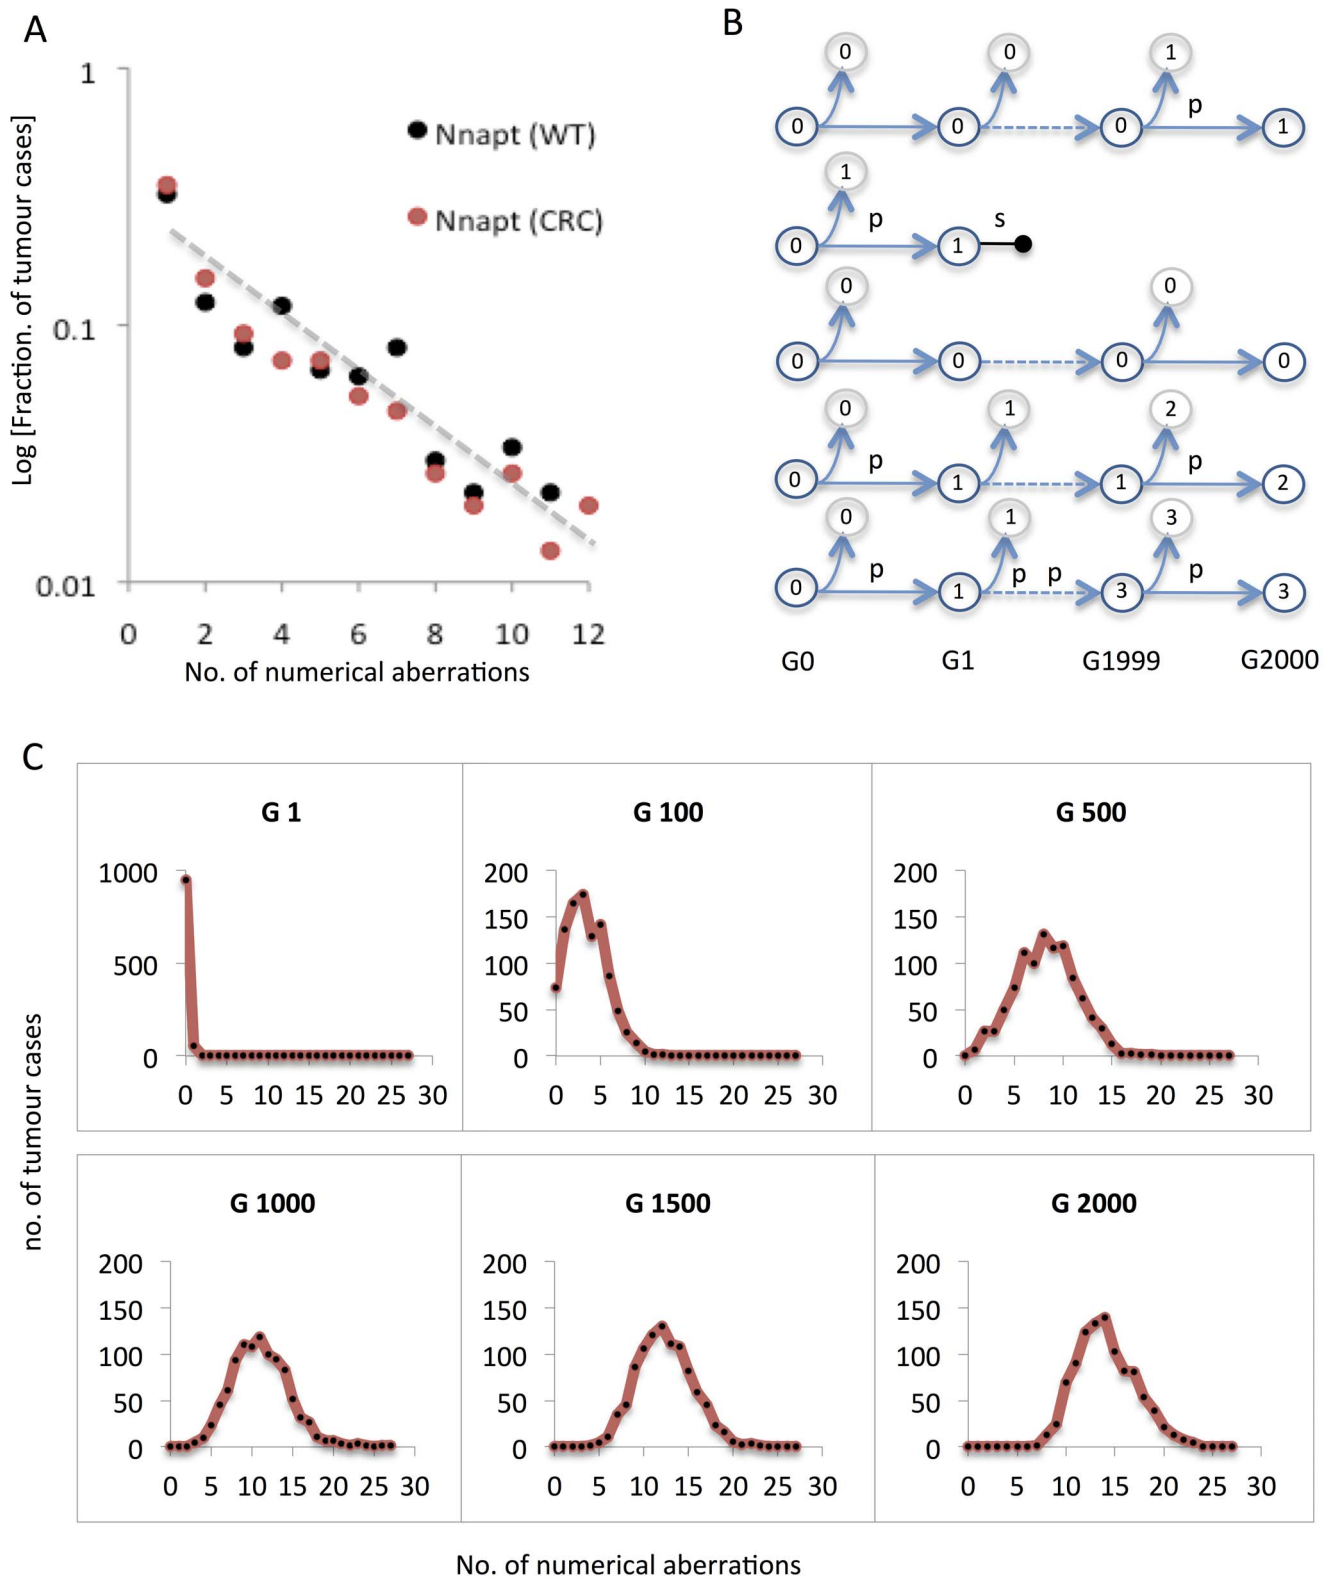 A
Log [Fraction. of tumour cases]
1
0.1
0.01
Nnapt (WT)
Nnapt (CRC)
0 2 4 6 8 10 12
No. of numerical aberrations
B
0 0 1
0 0 0 p 1
1
0 p 1 s
0 0
0 0 0 0
0 1 2
0 p 1 1 p 2
0 1 3
0 p 1 p p 3 p 3
G0 G1 G1999 G2000
C
no. of tumour cases
G 1
1000
500
0
0 5 10 15 20 25 30
G 100
200
150
100
50
0
0 5 10 15 20 25 30
G 500
200
150
100
50
0
0 5 10 15 20 25 30
G 1000
200
150
100
50
0
0 5 10 15 20 25 30
G 1500
200
150
100
50
0
0 5 10 15 20 25 30
G 2000
200
150
100
50
0
0 5 10 15 20 25 30
No. of numerical aberrations